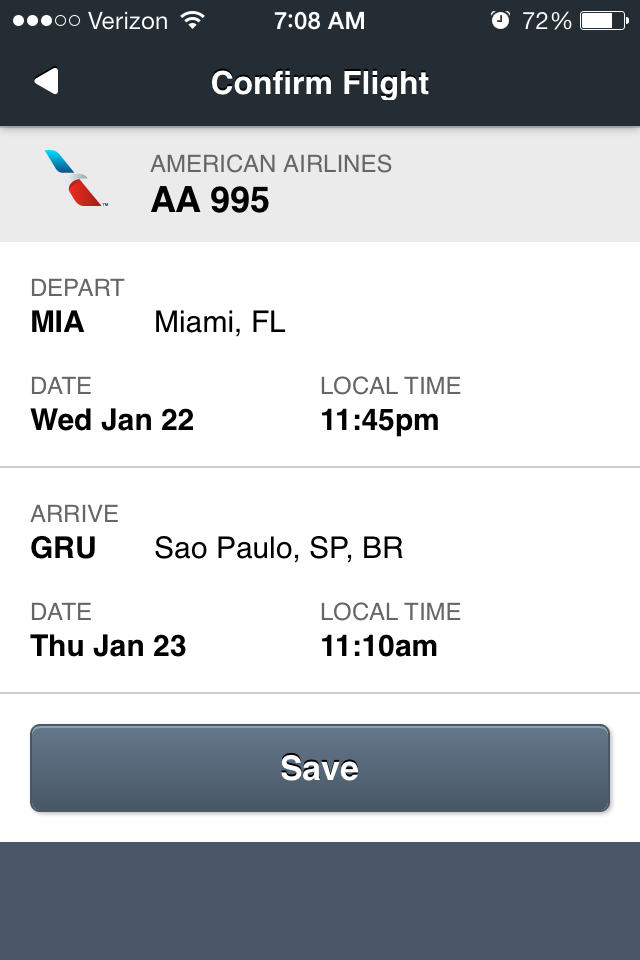 Verizon 7:08 AM 72%
Confirm Flight
AMERICAN AIRLINES
AA 995
DEPART
MIA Miami, FL
DATE LOCAL TIME
Wed Jan 22 11:45pm
ARRIVE
GRU Sao Paulo, SP, BR
DATE LOCAL TIME
Thu Jan 23 11:10am
Save